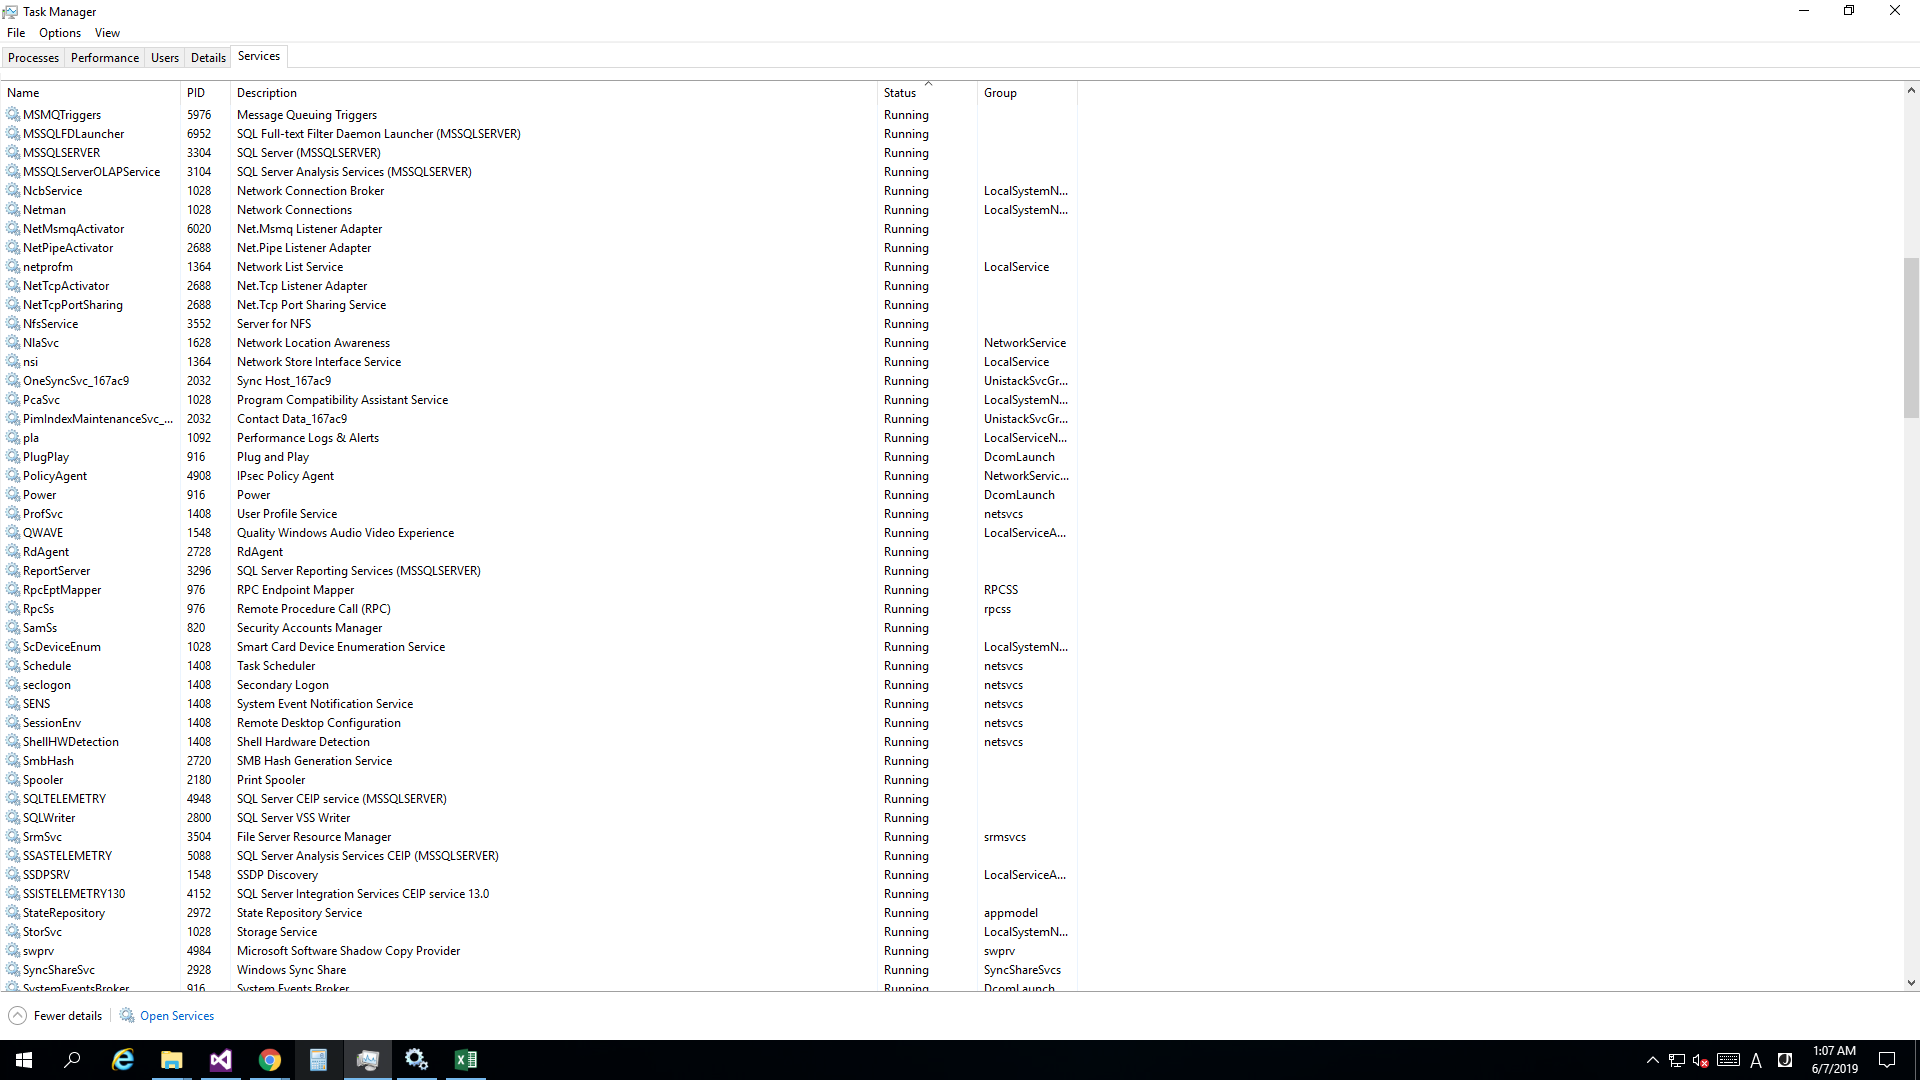 Task Manager
File Options View
Processes Performance Users Details Services
Name PID Description Status Group
MSMQTriggers 5976 Message Queuing Triggers Running
MSSQLFDLauncher 6952 SQL Full-text Filter Daemon Launcher (MSSQLSERVER) Running
MSSQLSERVER 3304 SQL Server (MSSQLSERVER) Running
MSSQLServerOLAPService 3104 SQL Server Analysis Services (MSSQLSERVER) Running
NcbService 1028 Network Connection Broker Running LocalSystemN...
Netman 1028 Network Connections Running LocalSystemN...
NetMsmqActivator 6020 Net.Msmq Listener Adapter Running
NetPipeActivator 2688 Net.Pipe Listener Adapter Running
netprofm 1364 Network List Service Running LocalService
NetTcpActivator 2688 Net.Tcp Listener Adapter Running
NetTcpPortSharing 2688 Net.Tcp Port Sharing Service Running
NfsService 3552 Server for NFS Running
NlaSvc 1628 Network Location Awareness Running NetworkService
nsi 1364 Network Store Interface Service Running LocalService
OneSyncSvc_167ac9 2032 Sync Host_167ac9 Running UnistackSvcGr...
PcaSvc 1028 Program Compatibility Assistant Service Running LocalSystemN...
PimIndexMaintenanceSvc_... 2032 Contact Data_167ac9 Running UnistackSvcGr...
pla 1092 Performance Logs & Alerts Running LocalServiceN...
PlugPlay 916 Plug and Play Running DcomLaunch
PolicyAgent 4908 IPsec Policy Agent Running NetworkServic...
Power 916 Power Running DcomLaunch
ProfSvc 1408 User Profile Service Running netsvcs
QWAVE 1548 Quality Windows Audio Video Experience Running LocalServiceA...
RdAgent 2728 RdAgent Running
ReportServer 3296 SQL Server Reporting Services (MSSQLSERVER) Running
RpcEptMapper 976 RPC Endpoint Mapper Running RPCSS
RpcSs 976 Remote Procedure Call (RPC) Running rpcss
SamSs 820 Security Accounts Manager Running
ScDeviceEnum 1028 Smart Card Device Enumeration Service Running LocalSystemN...
Schedule 1408 Task Scheduler Running netsvcs
seclogon 1408 Secondary Logon Running netsvcs
SENS 1408 System Event Notification Service Running netsvcs
SessionEnv 1408 Remote Desktop Configuration Running netsvcs
ShellHWDetection 1408 Shell Hardware Detection Running netsvcs
SmbHash 2720 SMB Hash Generation Service Running
Spooler 2180 Print Spooler Running
SQLTELEMETRY 4948 SQL Server CEIP service (MSSQLSERVER) Running
SQLWriter 2800 SQL Server VSS Writer Running
SrmSvc 3504 File Server Resource Manager Running srmsvcs
SSASTELEMETRY 5088 SQL Server Analysis Services CEIP (MSSQLSERVER) Running
SSDPSRV 1548 SSDP Discovery Running LocalServiceA...
SSISTELEMETRY130 4152 SQL Server Integration Services CEIP service 13.0 Running
StateRepository 2972 State Repository Service Running appmodel
StorSvc 1028 Storage Service Running LocalSystemN...
swprv 4984 Microsoft Software Shadow Copy Provider Running swprv
SyncShareSvc 2928 Windows Sync Share Running SyncShareSvcs
SystemEventsBroker 916 System Events Broker Running DcomLaunch
Fewer details Open Services
A 1:07 AM
6/7/2019